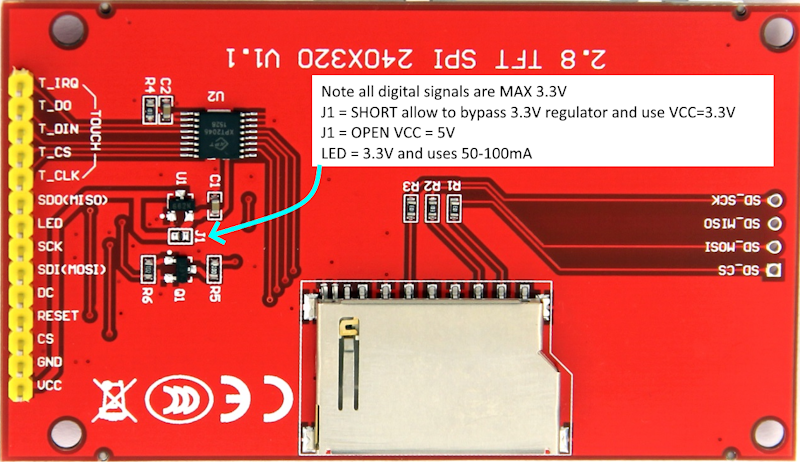 2.8 TFT SPI 240X320 V1.1
Note all digital signals are MAX 3.3V
J1 = SHORT allow to bypass 3.3V regulator and use VCC=3.3V
J1 = OPEN VCC = 5V
LED = 3.3V and uses 50-100mA
T_IRQ
T_DO
T_DIN
T_CS
T_CLK
TOUCH
SDO(MISO)
LED
SCK
SDI(MOSI)
DC
RESET
CS
GND
VCC
R4
C2
U2
XPT2046
U1
C1
J1
R6
Q1
R5
R3
R2
R1
SD_SCK
SD_MISO
SD_MOSI
SD_CS
CCC
CE